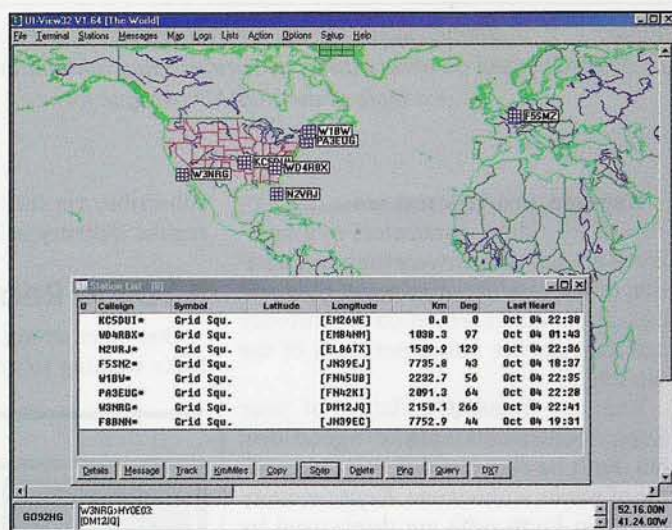 UI-View32 V1.64 [The World]
File Terminal Stations Messages Map Logs Lists Action Options Setup Help
W1BW
PA3EUG
F5SMZ
KC5DUI
WD4RBX
W3NRG
N2VRJ
Station List [8]
U Callsign Symbol Latitude Longitude Km Deg Last Heard
KC5DUI* Grid Squ. [EM26WE] 0.0 0 Oct 04 22:38
WD4RBX* Grid Squ. [EM84NM] 1038.3 97 Oct 04 01:43
N2VRJ* Grid Squ. [EL86TX] 1509.9 129 Oct 04 22:36
F5SMZ* Grid Squ. [JN39EJ] 7735.8 43 Oct 04 18:37
W1BW* Grid Squ. [FN45UB] 2232.7 56 Oct 04 22:35
PA3EUG* Grid Squ. [FN42KI] 2091.3 64 Oct 04 22:28
W3NRG* Grid Squ. [DM12JQ] 2150.1 266 Oct 04 22:41
F8BNH* Grid Squ. [JN39EC] 7752.9 44 Oct 04 19:31
Details Message Track Km/Miles Copy Snap Delete Ping Query DX?
GO92HG
W3NRG>HY0E03:
[DM12JQ]
52.16.00N
41.24.00W